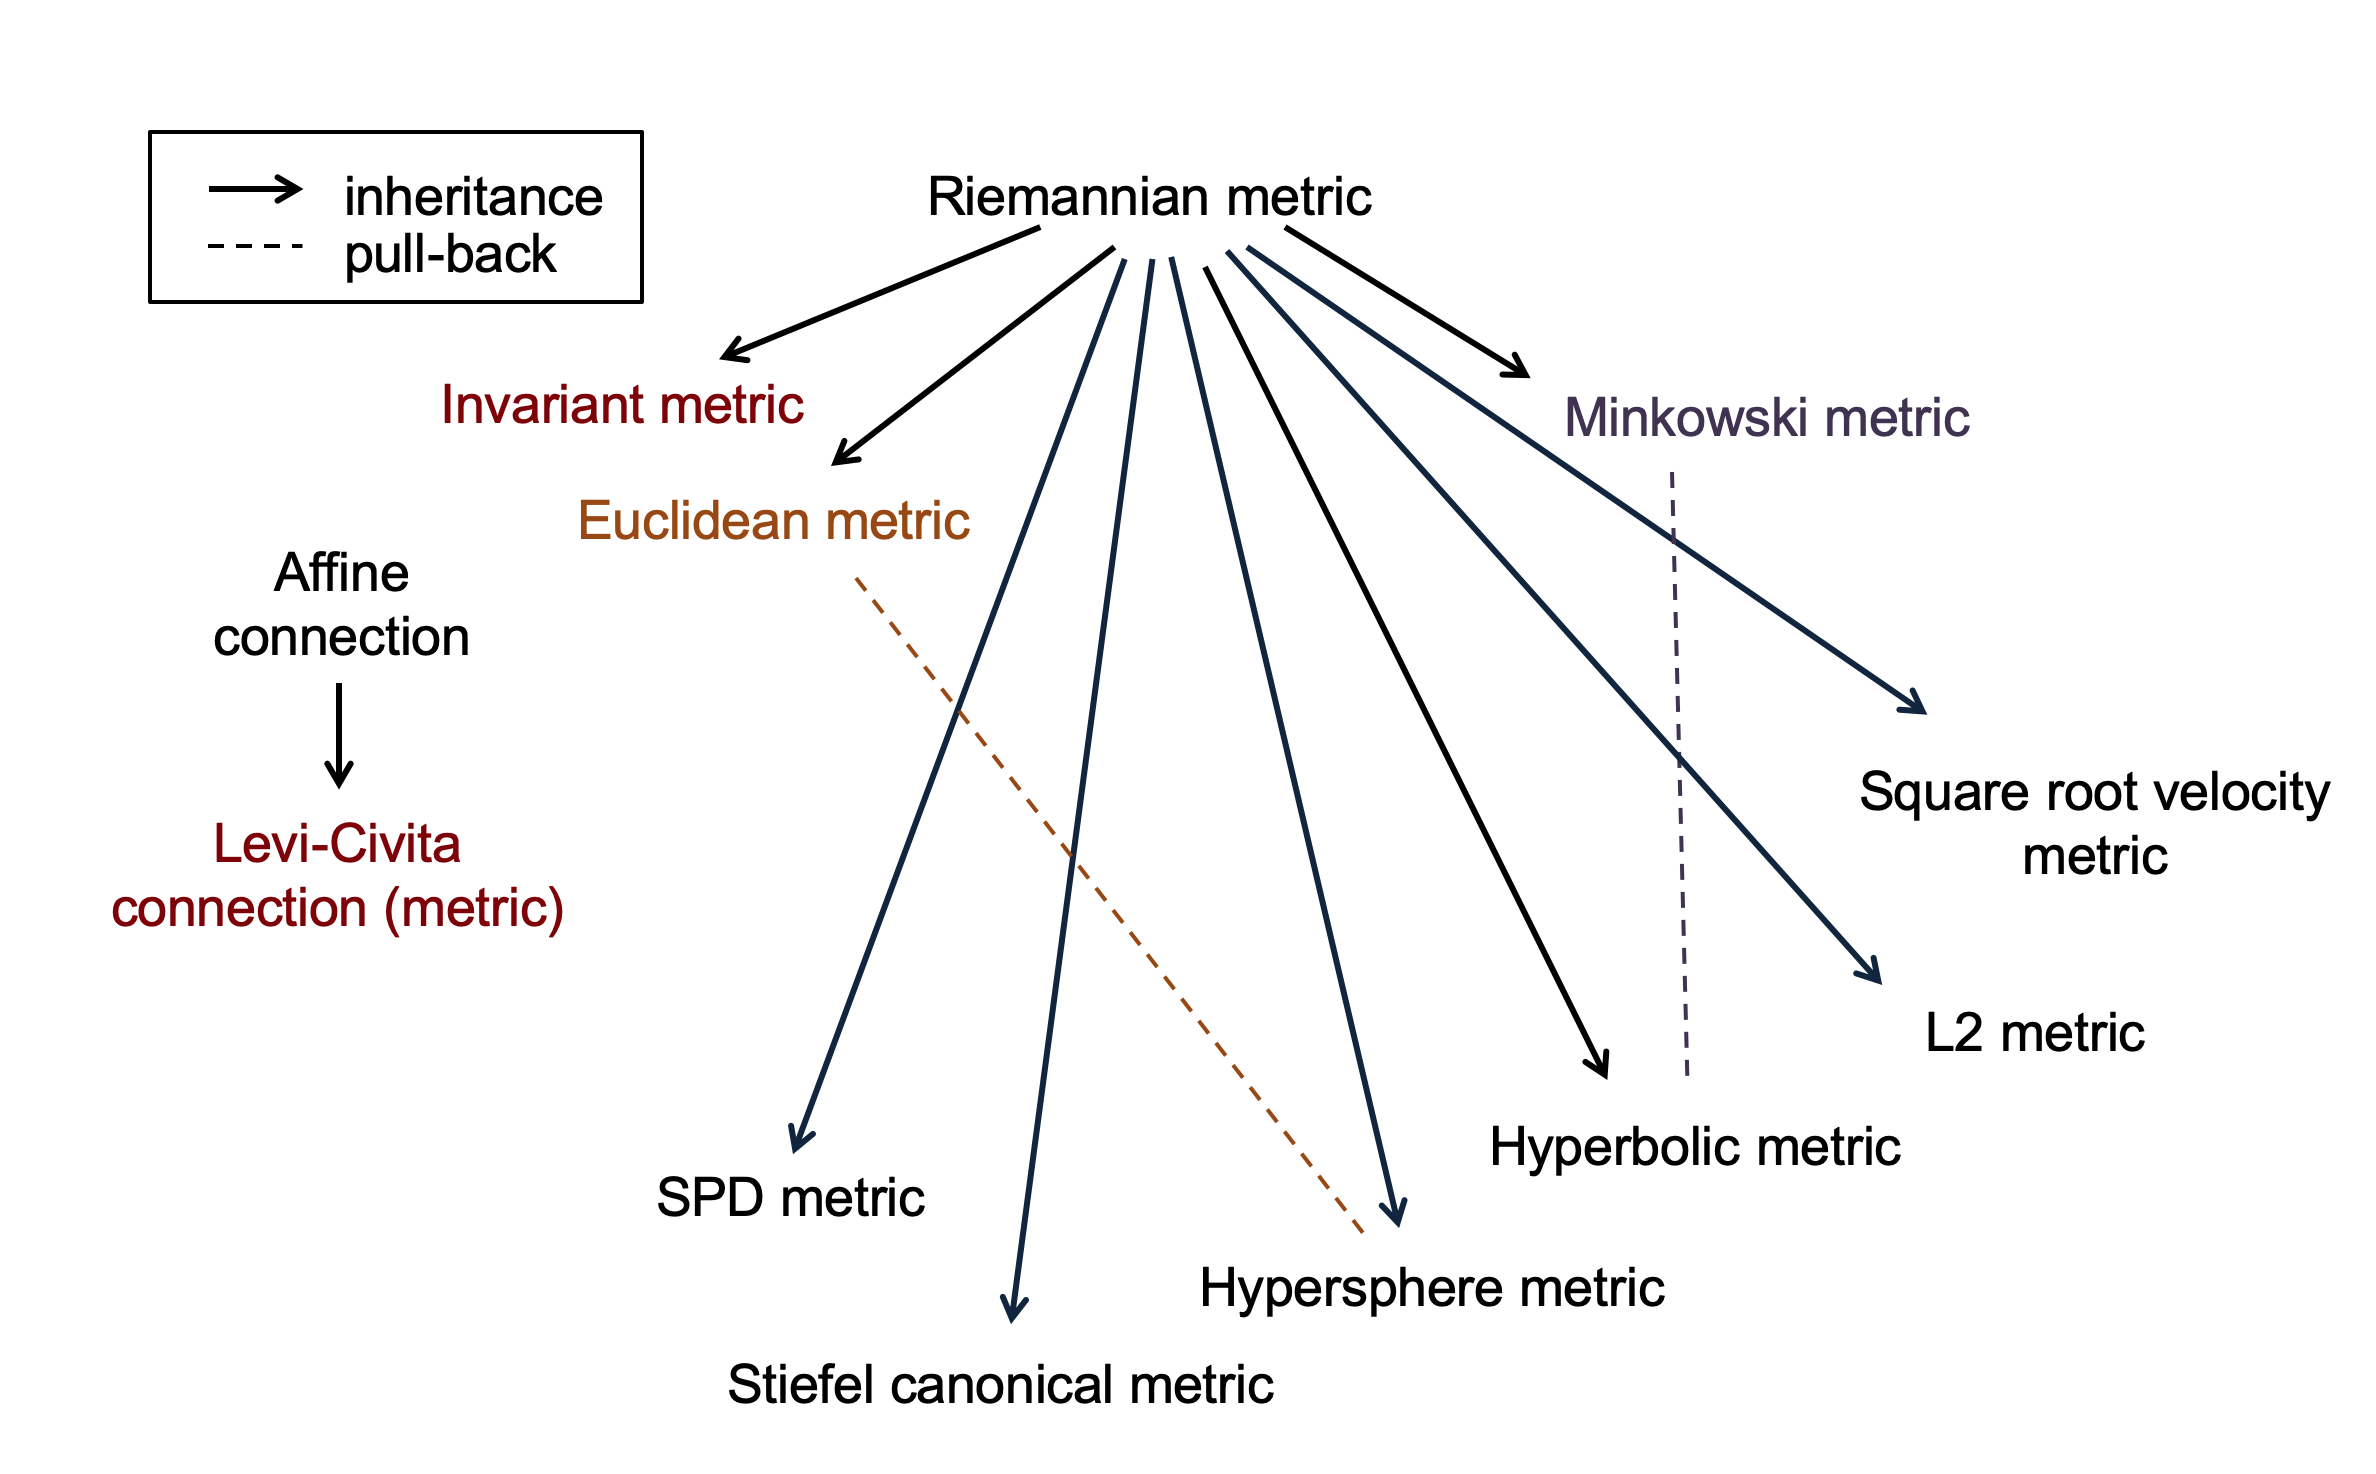 inheritance
pull-back
Riemannian metric
Invariant metric
Minkowski metric
Euclidean metric
Affine
connection
Levi-Civita
connection (metric)
Square root velocity
metric
L2 metric
Hyperbolic metric
SPD metric
Hypersphere metric
Stiefel canonical metric